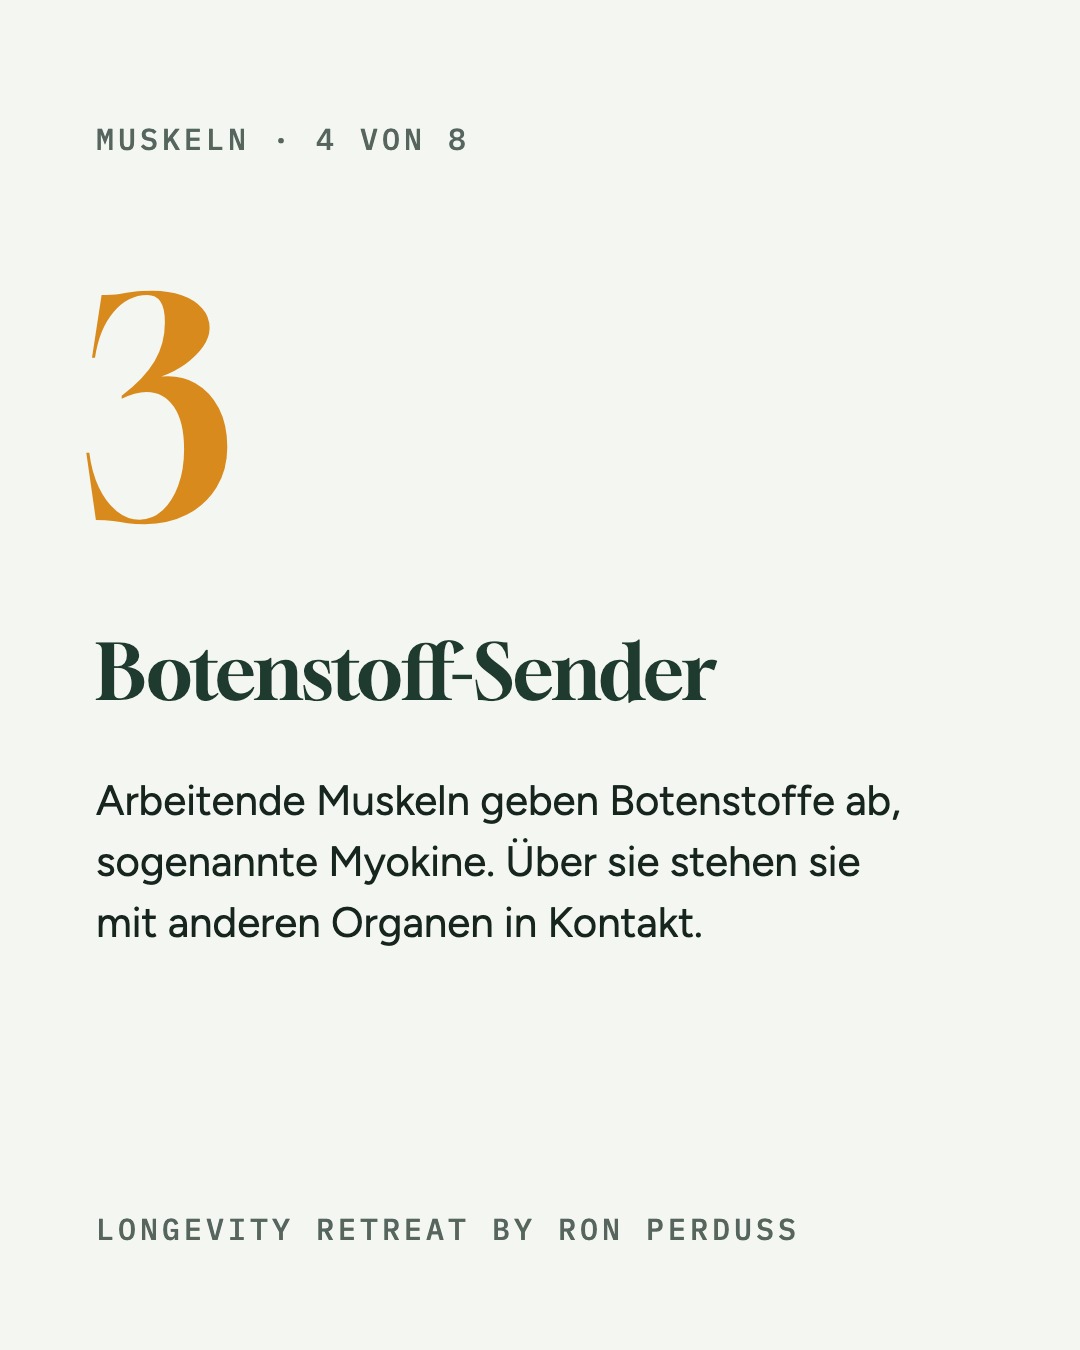 MUSKELN · 4 VON 8
3
Botenstoff-Sender
Arbeitende Muskeln geben Botenstoffe ab,
sogenannte Myokine. Über sie stehen sie
mit anderen Organen in Kontakt.
LONGEVITY RETREAT BY RON PERDUSS